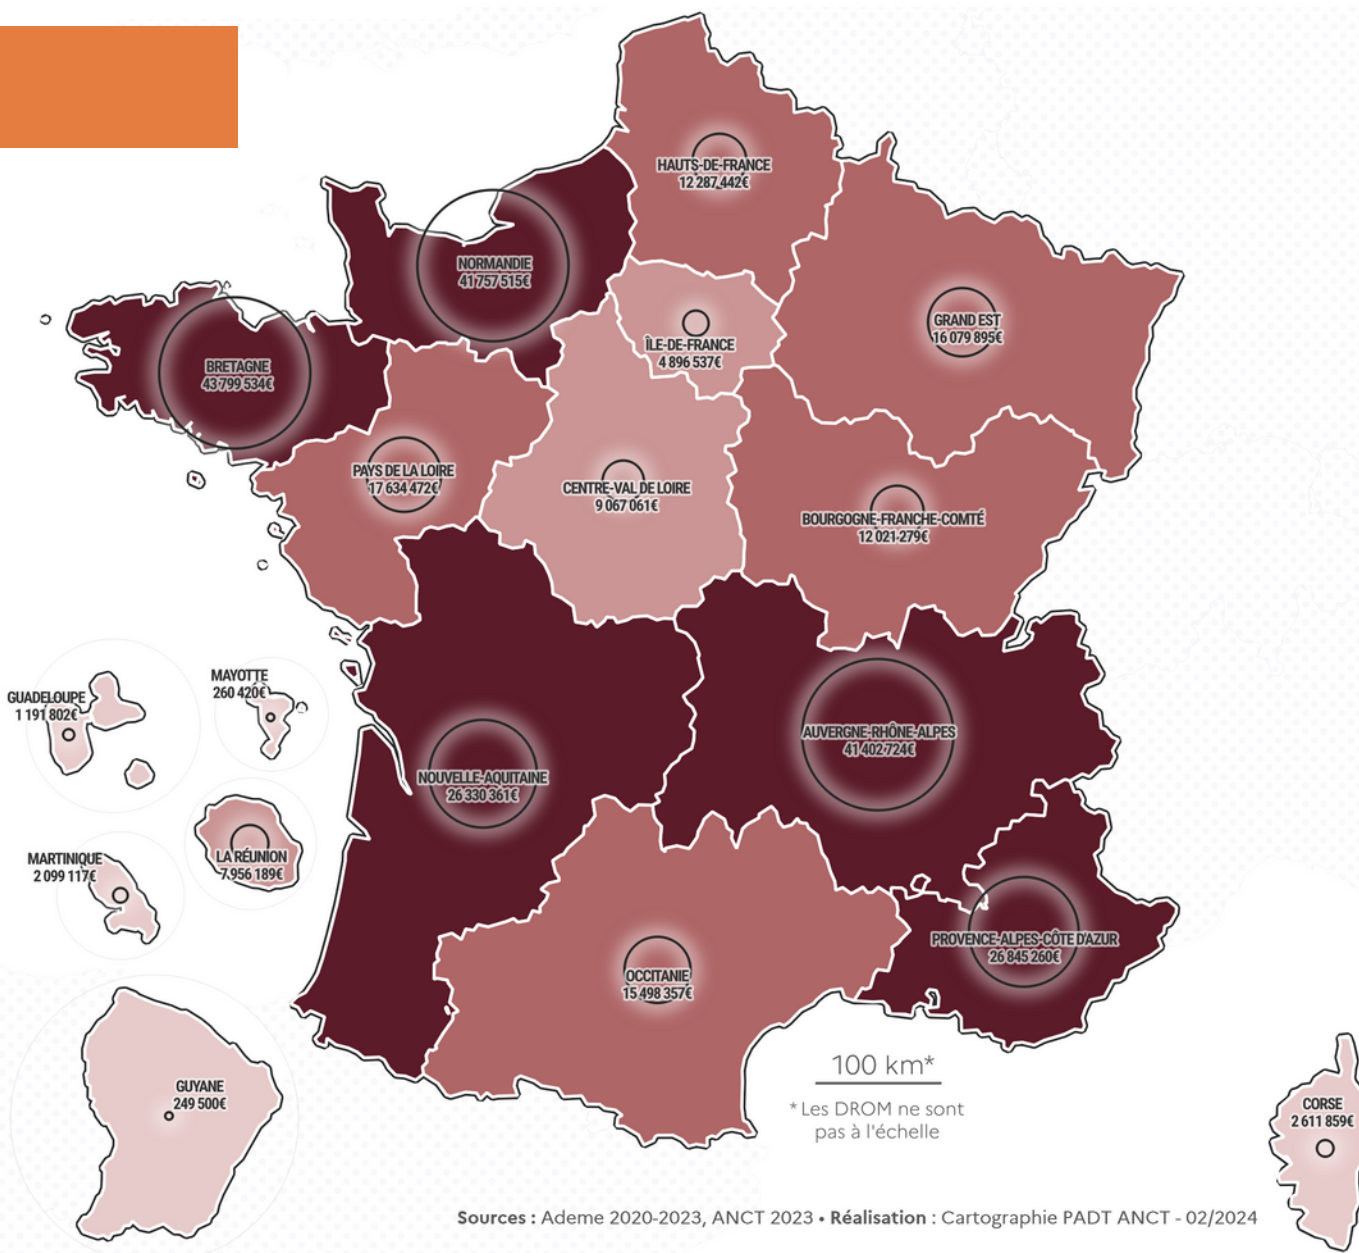 HAUTS-DE-FRANCE
12 287 442€
NORMANDIE
41 757 515€
ÎLE-DE-FRANCE
4 896 537€
GRAND EST
16 079 895€
BRETAGNE
43 799 534€
PAYS DE LA LOIRE
17 634 472€
CENTRE-VAL DE LOIRE
9 067 061€
BOURGOGNE-FRANCHE-COMTÉ
12 021 279€
GUADELOUPE
1 191 802€
MAYOTTE
260 420€
AUVERGNE-RHÔNE-ALPES
41 402 724€
NOUVELLE-AQUITAINE
26 330 361€
MARTINIQUE
2 099 117€
LA RÉUNION
7 956 189€
PROVENCE-ALPES-CÔTE D'AZUR
26 845 260€
OCCITANIE
15 498 357€
GUYANE
249 500€
100 km*
* Les DROM ne sont
pas à l'échelle
CORSE
2 611 859€
Sources : Ademe 2020-2023, ANCT 2023 • Réalisation : Cartographie PADT ANCT - 02/2024